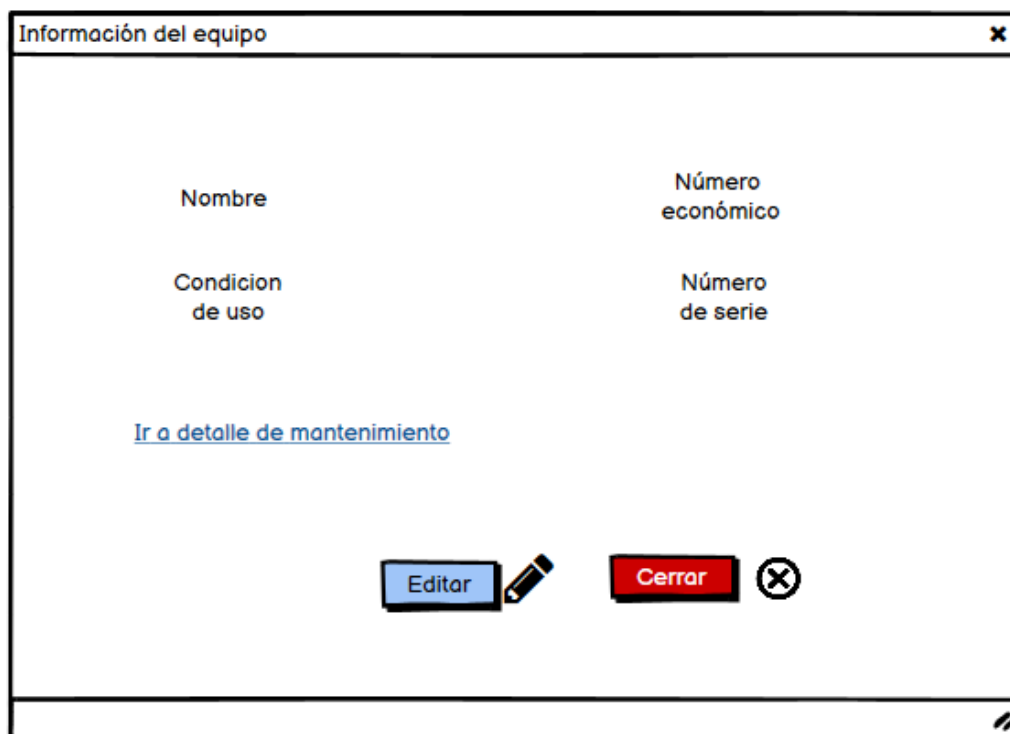 Información del equipo
Nombre
Número
económico
Condicion
de uso
Número
de serie
Ir a detalle de mantenimiento
Editar
Cerrar